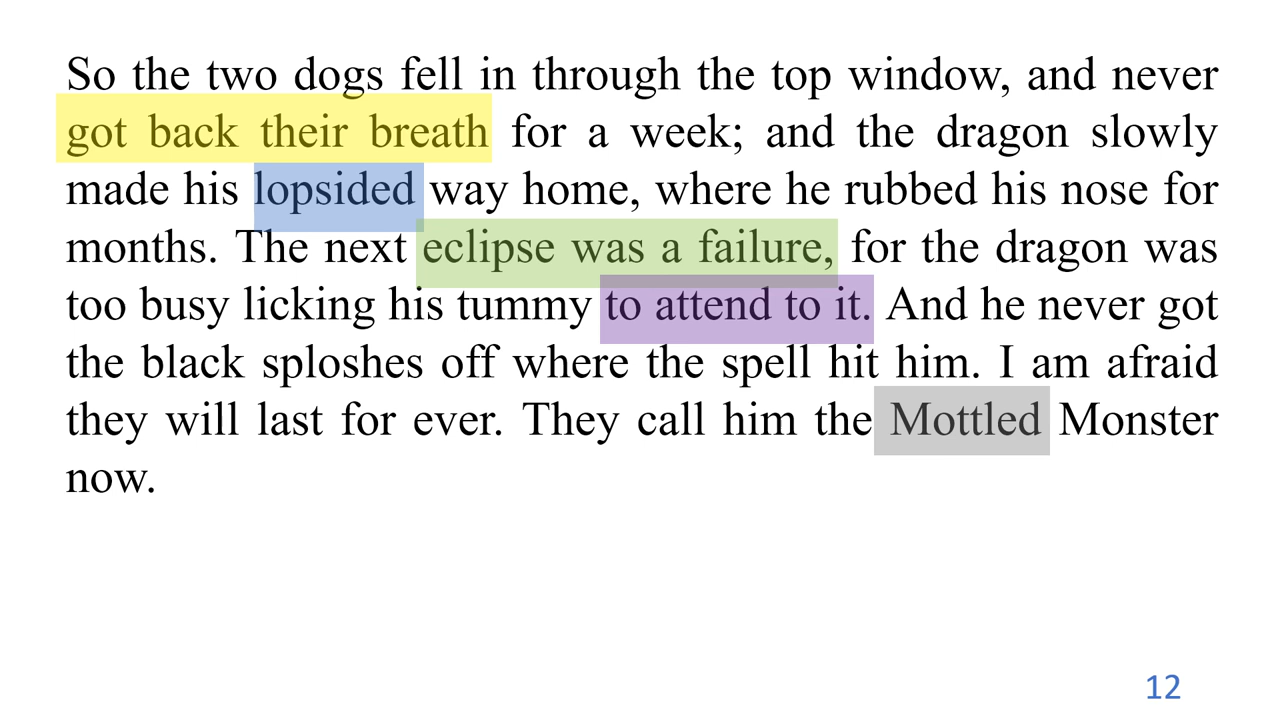 So the two dogs fell in through the top window, and never
got back their breath for a week; and the dragon slowly
made his lopsided way home, where he rubbed his nose for
months. The next eclipse was a failure, for the dragon was
too busy licking his tummy to attend to it. And he never got
the black sploshes off where the spell hit him. I am afraid
they will last for ever. They call him the Mottled Monster
now.
12